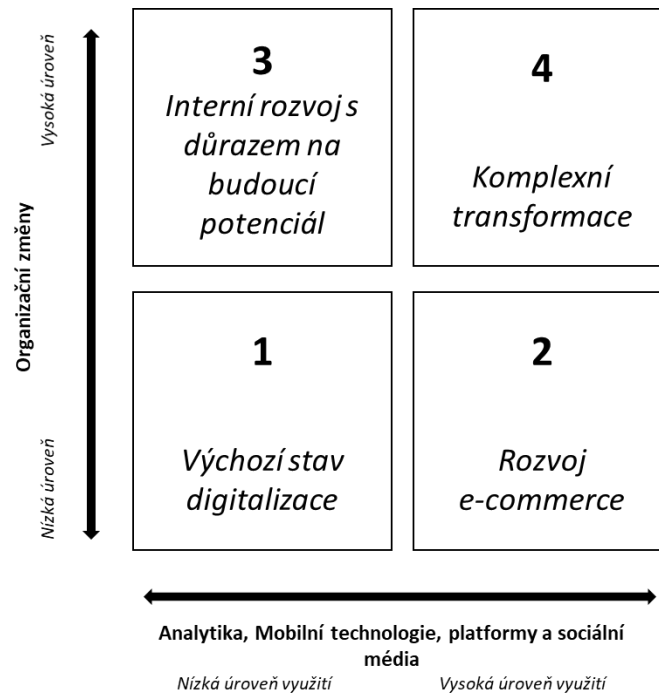 3
Interní rozvoj s
důrazem na
budoucí
potenciál
4
Komplexní
transformace
Vysoká úroveň
Organizační změny
Nízká úroveň
1
Výchozí stav
digitalizace
2
Rozvoj
e-commerce
Analytika, Mobilní technologie, platformy a sociální
média
Nízká úroveň využití
Vysoká úroveň využití